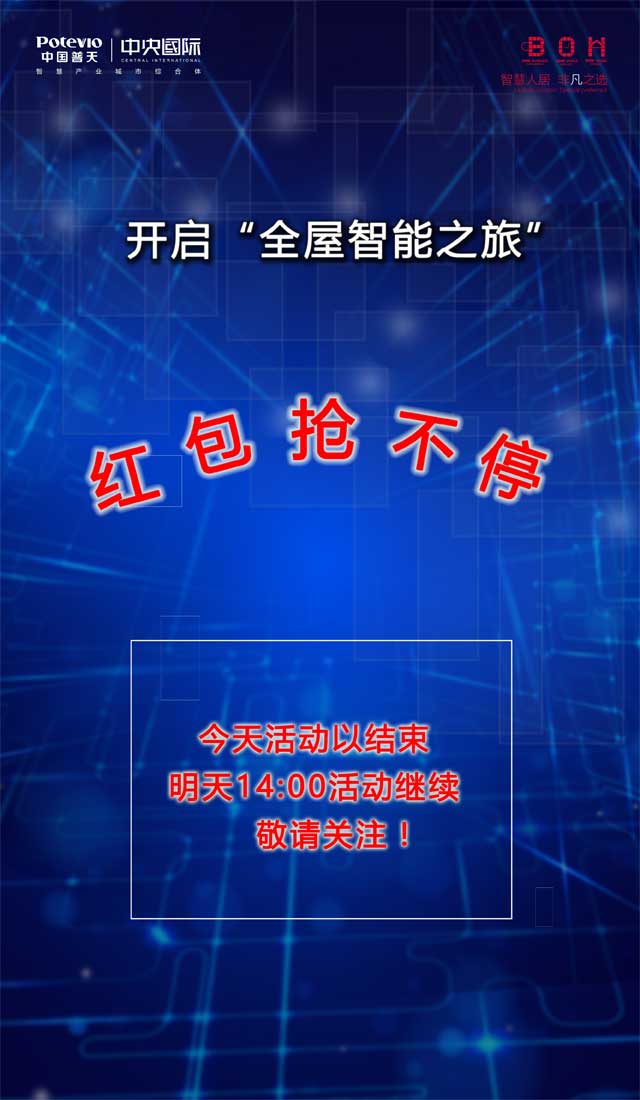 Potevio
中国普天
中央國际
CENTRAL INTERNATIONAL
智慧产业城市综合体
BOH
智慧人居 非凡之选
开启“全屋智能之旅”
红包抢不停
今天活动以结束
明天14:00活动继续
敬请关注！